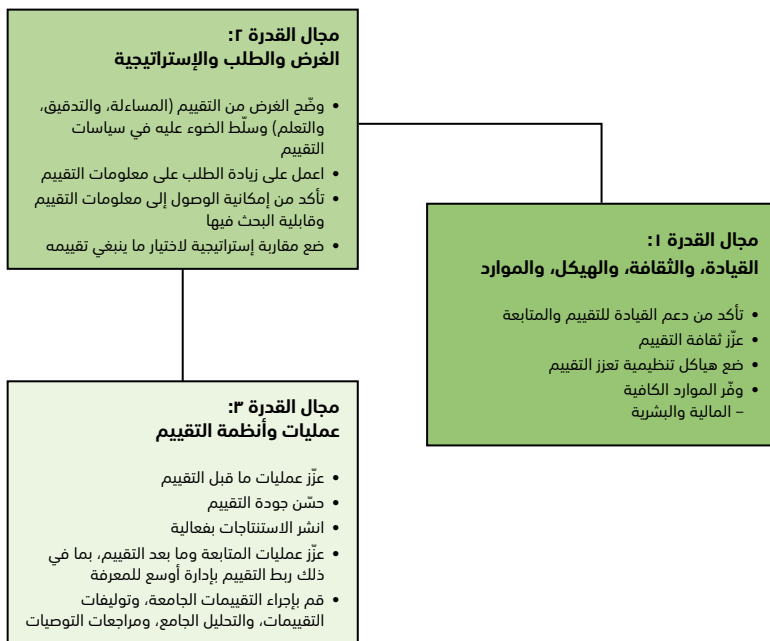 مجال القدرة ١:
القيادة، والثقافة، والهيكل، والموارد
• تأكد من دعم القيادة للتقييم والمتابعة
• عزّز ثقافة التقييم
• ضع هياكل تنظيمية تعزز التقييم
• وفّر الموارد الكافية
– المالية والبشرية
مجال القدرة ٢:
الغرض والطلب والإستراتيجية
• وضّح الغرض من التقييم (المساءلة، والتدقيق،
والتعلم) وسلّط الضوء عليه في سياسات
التقييم
• اعمل على زيادة الطلب على معلومات التقييم
• تأكد من إمكانية الوصول إلى معلومات التقييم
وقابلية البحث فيها
• ضع مقاربة إستراتيجية لاختيار ما ينبغي تقييمه
مجال القدرة ٣:
عمليات وأنظمة التقييم
• عزّز عمليات ما قبل التقييم
• حسّن جودة التقييم
• انشر الاستنتاجات بفعالية
• عزّز عمليات المتابعة وما بعد التقييم، بما في
ذلك ربط التقييم بإدارة أوسع للمعرفة
• قم بإجراء التقييمات الجامعة، وتوليفات
التقييمات، والتحليل الجامع، ومراجعات التوصيات